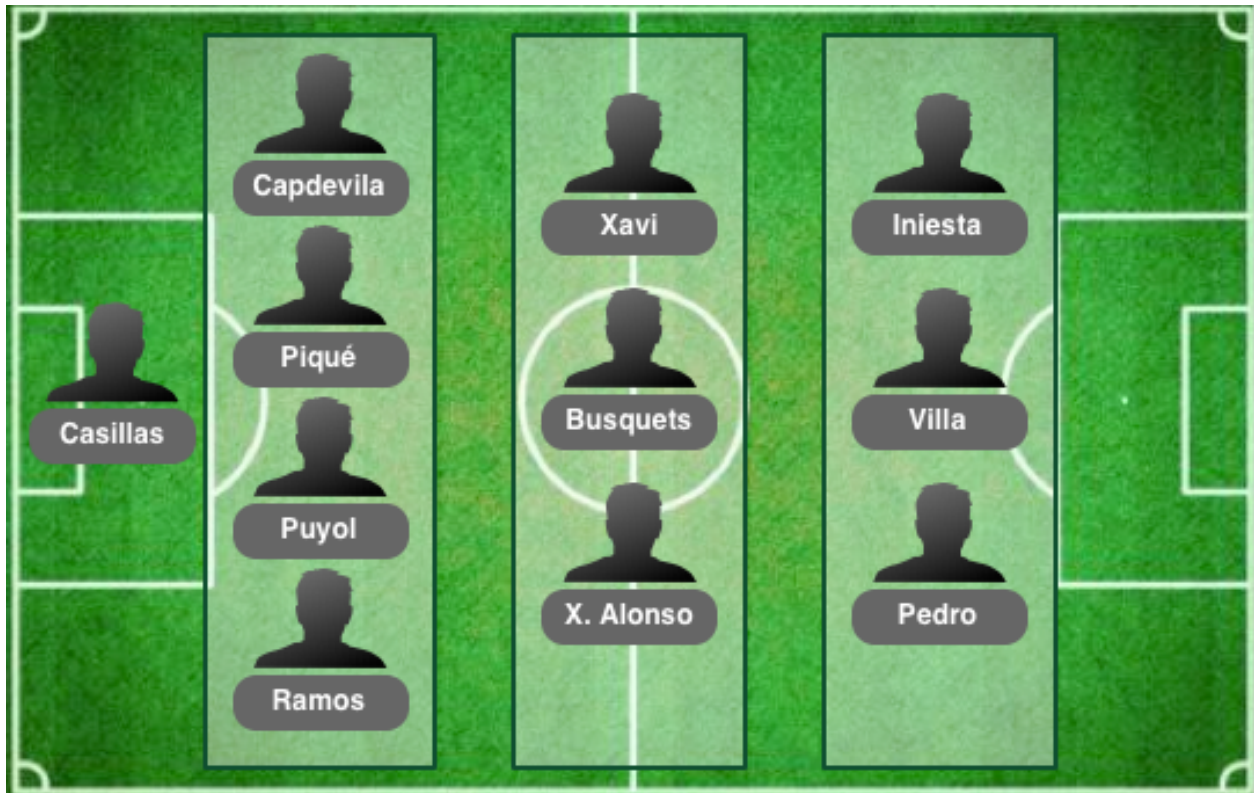 Casillas
Capdevila
Piqué
Puyol
Ramos
Xavi
Busquets
X. Alonso
Iniesta
Villa
Pedro